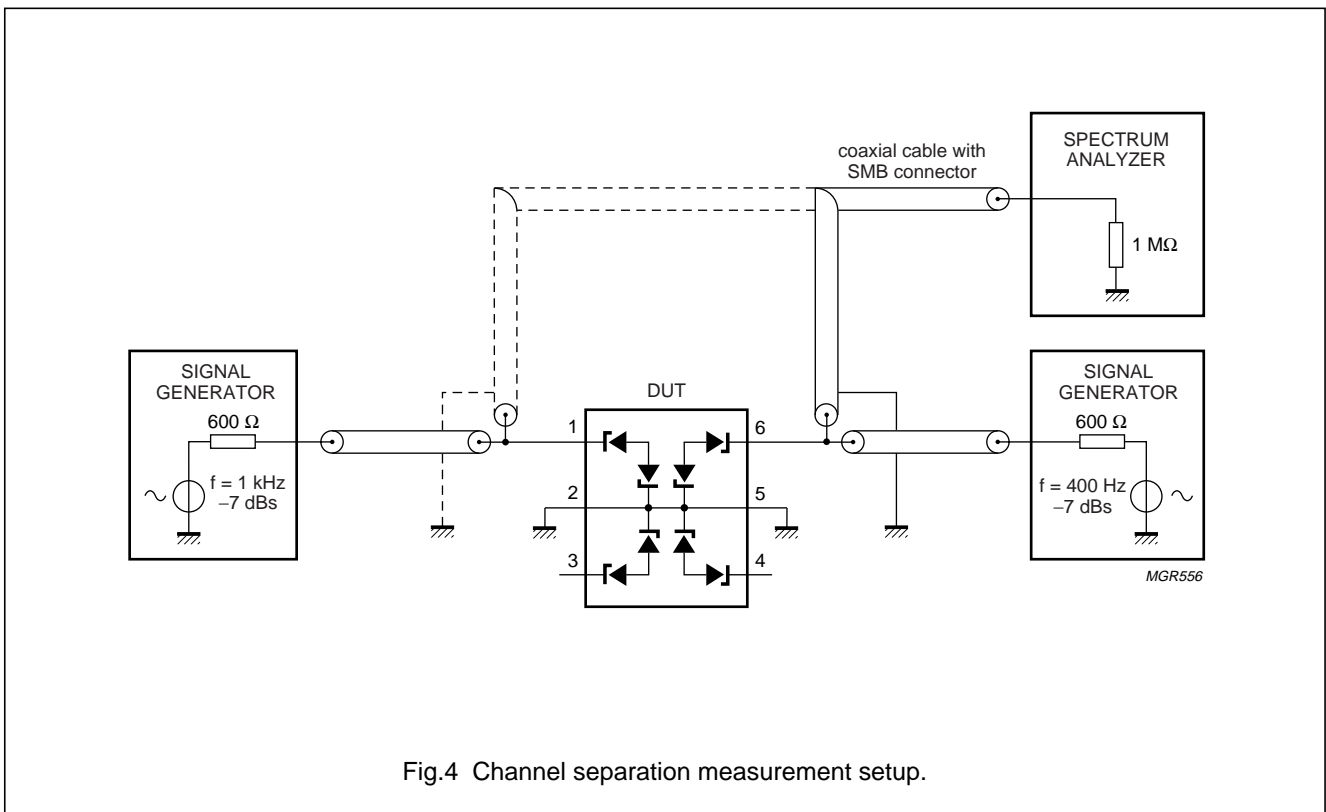 coaxial cable with
SMB connector
SPECTRUM
ANALYZER
1 MΩ
SIGNAL
GENERATOR
600 Ω
f = 1 kHz
−7 dBs
DUT
1
2
3
6
5
4
SIGNAL
GENERATOR
600 Ω
f = 400 Hz
−7 dBs
MGR556
Fig.4 Channel separation measurement setup.